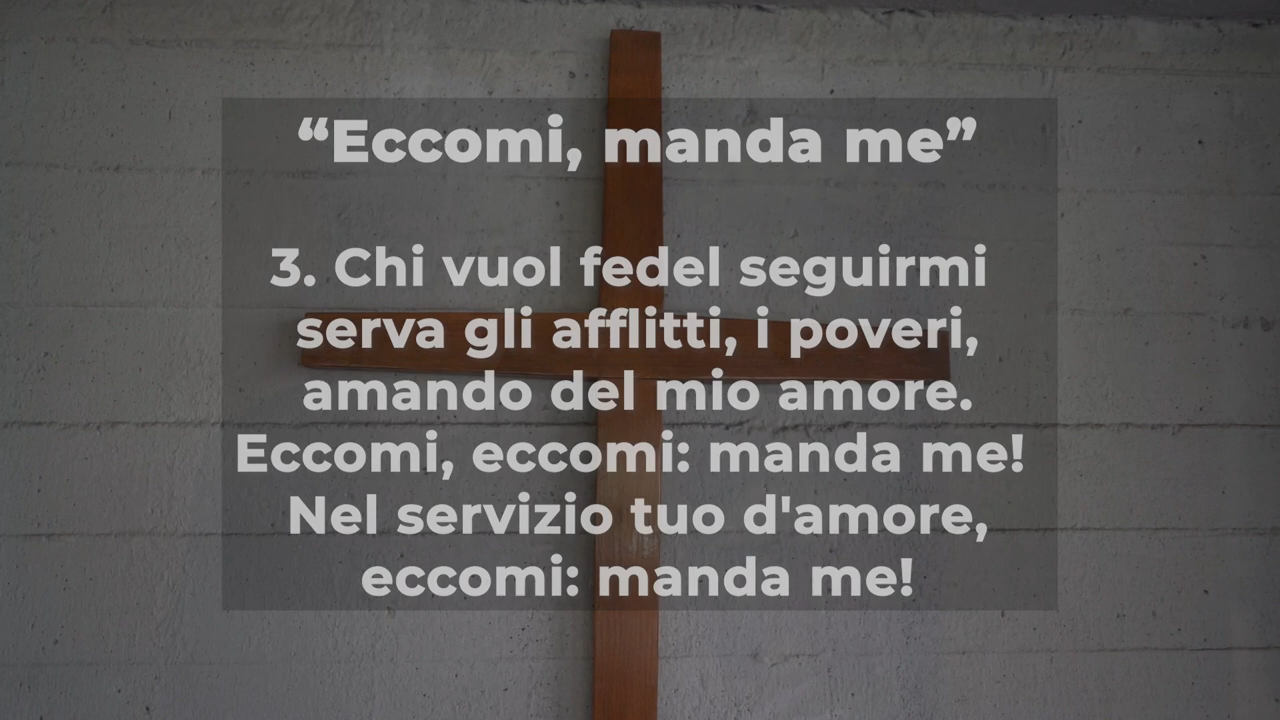 “Eccomi, manda me”
3. Chi vuol fedel seguirmi
serva gli afflitti, i poveri,
amando del mio amore.
Eccomi, eccomi: manda me!
Nel servizio tuo d'amore,
eccomi: manda me!